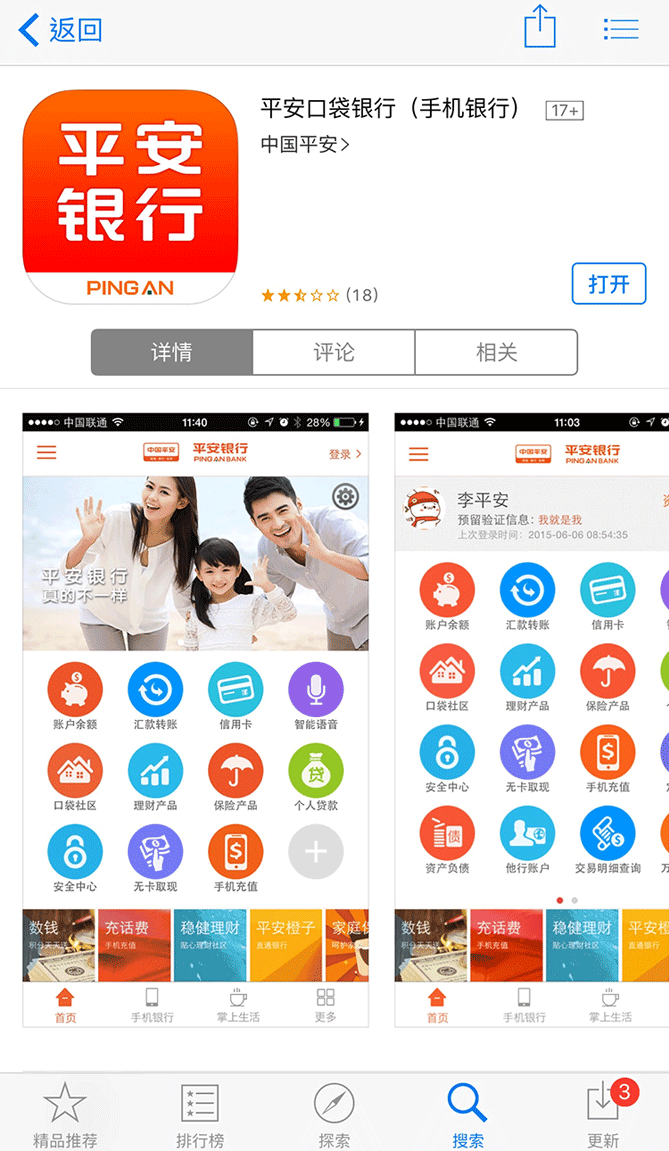 返回
平安银行
PINGAN
平安口袋银行（手机银行）
17+
中国平安>
(18)
打开
详情
评论
相关
中国联通
11:40
28%
中国平安
平安银行
PINGAN BANK
登录 >
平安银行
真的不一样
账户余额
汇款转账
信用卡
智能语音
口袋社区
理财产品
保险产品
贷
个人贷款
安全中心
无卡取现
手机充值
数钱
积分天天送
充话费
手机充值
稳健理财
贴心理财社区
平安橙子
直通银行
首页
手机银行
掌上生活
更多
中国联通
11:03
中国平安
平安银行
PINGAN BANK
李平安
预留验证信息：我就是我
上次登录时间：2015-06-06 08:54:35
账户余额
汇款转账
信用卡
口袋社区
理财产品
保险产品
安全中心
无卡取现
手机充值
债
资产负债
他行账户
交易明细查询
数钱
积分天天送
充话费
手机充值
稳健理财
贴心理财社区
平安橙
直通银行
首页
手机银行
掌上生活
精品推荐
排行榜
探索
搜索
3
更新